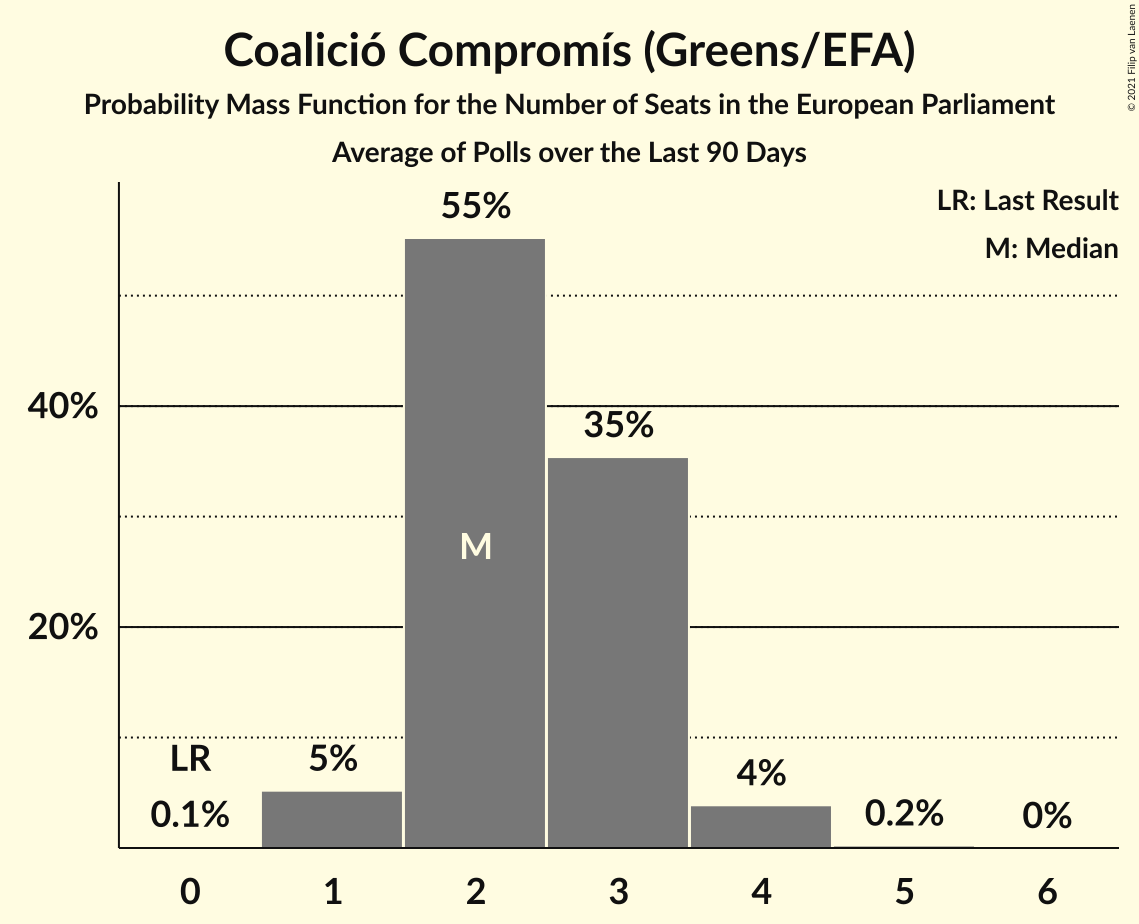 Coalició Compromís (Greens/EFA)
Probability Mass Function for the Number of Seats in the European Parliament
Average of Polls over the Last 90 Days
© 2021 Filip van Laenen
LR: Last Result
M: Median
55%
40%
35%
M
20%
LR
5%
4%
0.1%
0.2%
0%
0 1 2 3 4 5 6